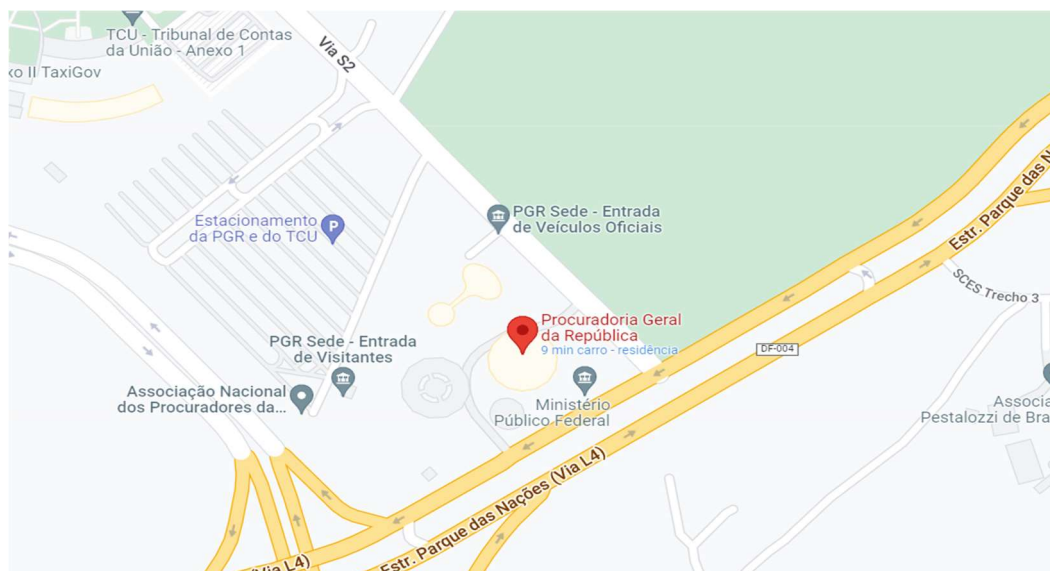 TCU - Tribunal de Contas
da União - Anexo 1
xo II TaxiGov
Via S2
Estacionamento
da PGR e do TCU
P
PGR Sede - Entrada
de Veículos Oficiais
Estr. Parque das N
SCES Trecho 3
Procuradoria Geral
da República
9 min carro - residência
DF-004
PGR Sede - Entrada
de Visitantes
Associação Nacional
dos Procuradores da...
Ministério
Público Federal
Associa
Pestalozzi de Bra
Estr. Parque das Nações (Via L4)
(Via L4)